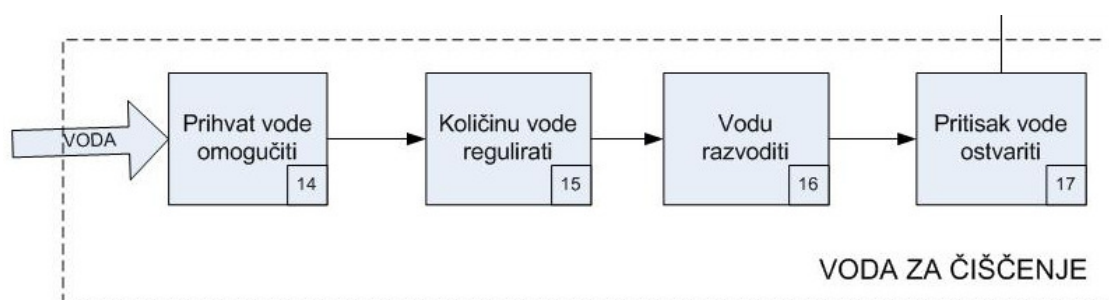 VODA
Prihvat vode
omogučiti
14
Količinu vode
regulirati
15
Vodu
razvoditi
16
Pritisak vode
ostvariti
17
VODA ZA ČIŠČENJE